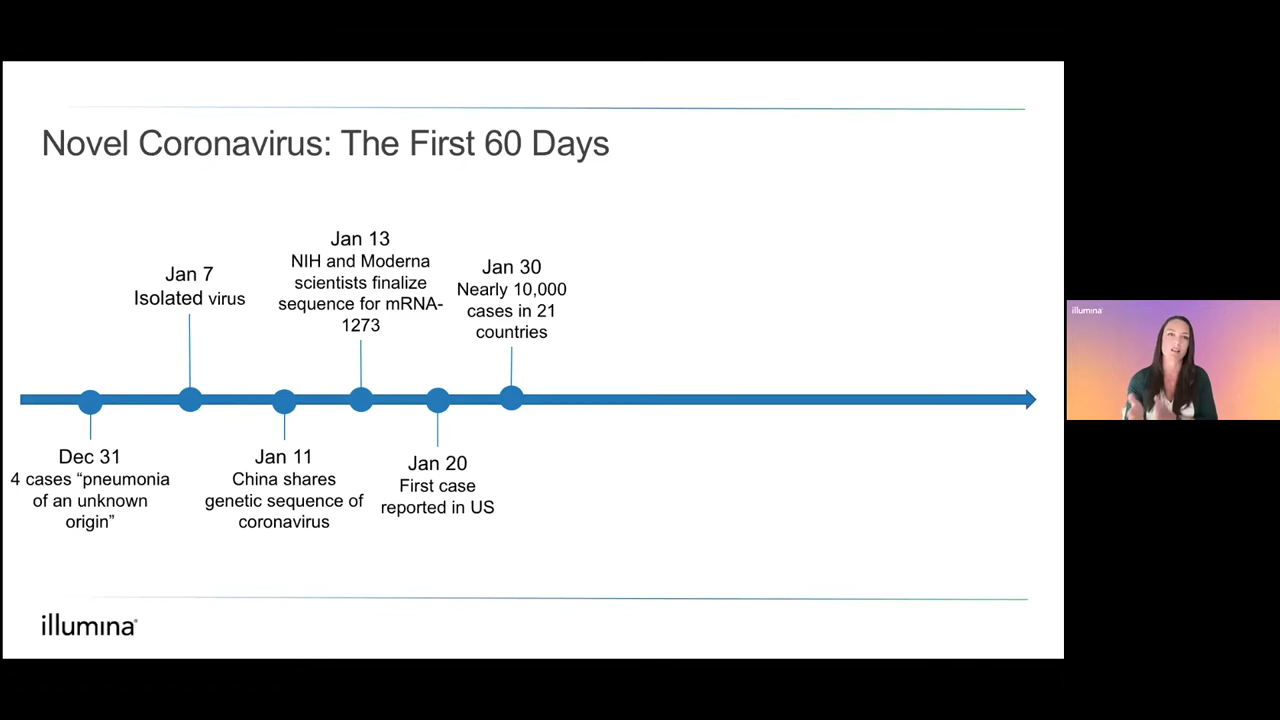 Novel Coronavirus: The First 60 Days
Jan 7
Isolated virus
Jan 13
NIH and Moderna
scientists finalize
sequence for mRNA-
1273
Jan 30
Nearly 10,000
cases in 21
countries
Dec 31
4 cases “pneumonia
of an unknown
origin”
Jan 11
China shares
genetic sequence of
coronavirus
Jan 20
First case
reported in US
illumina
illumina